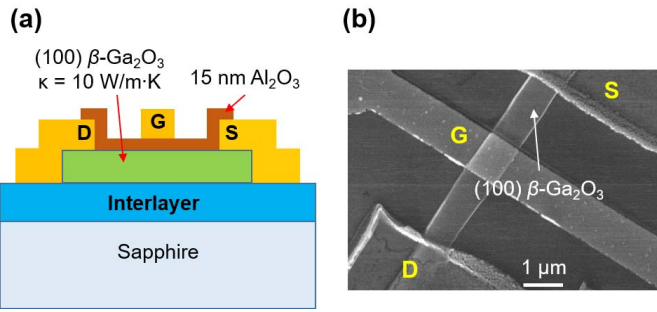 (a)
(100) β-Ga2O3
κ = 10 W/m·K
15 nm Al2O3
D
G
S
Interlayer
Sapphire
(b)
S
G
(100) β-Ga2O3
D
1 μm